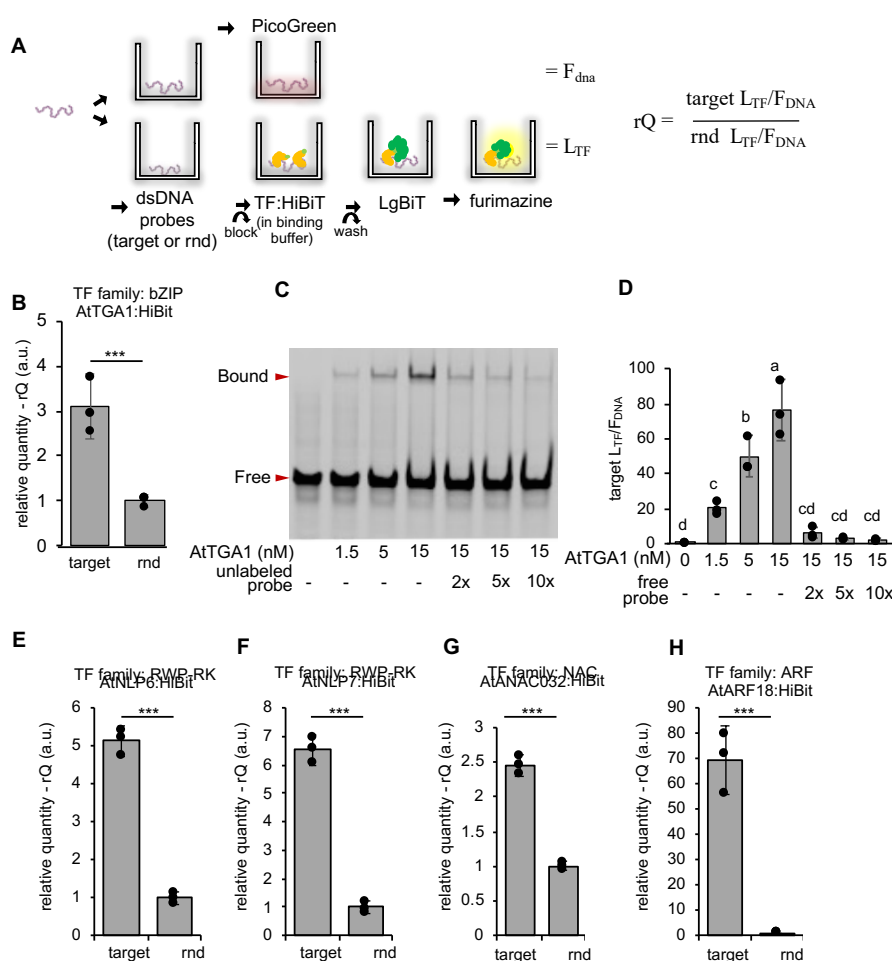 A
PicoGreen
= Fdna
= LTF
rQ = target LTF/FDNA
rnd LTF/FDNA
dsDNA
probes
(target or rnd)
block
TF:HiBiT
(in binding
buffer)
wash
LgBiT
furimazine
B
TF family: bZIP
AtTGA1:HiBit
relative quantity - rQ (a.u.)
5
4
3
2
1
0
***
target rnd
C
Bound
Free
AtTGA1 (nM) 1.5 5 15 15 15 15
unlabeled
probe - - - - 2x 5x 10x
D
target LTF/FDNA
100
80
60
40
20
0
d c b a cd cd cd
AtTGA1 (nM) 0 1.5 5 15 15 15 15
free
probe - - - - 2x 5x 10x
E
TF family: RWP-RK
AtNLP6:HiBit
relative quantity - rQ (a.u.)
6
5
4
3
2
1
0
***
target rnd
F
TF family: RWP-RK
AtNLP7:HiBit
relative quantity - rQ (a.u.)
8
7
6
5
4
3
2
1
0
***
target rnd
G
TF family: NAC
AtANAC032:HiBit
relative quantity - rQ (a.u.)
3
2.5
2
1.5
1
0.5
0
***
target rnd
H
TF family: ARF
AtARF18:HiBit
relative quantity - rQ (a.u.)
90
80
70
60
50
40
30
20
10
0
***
target rnd